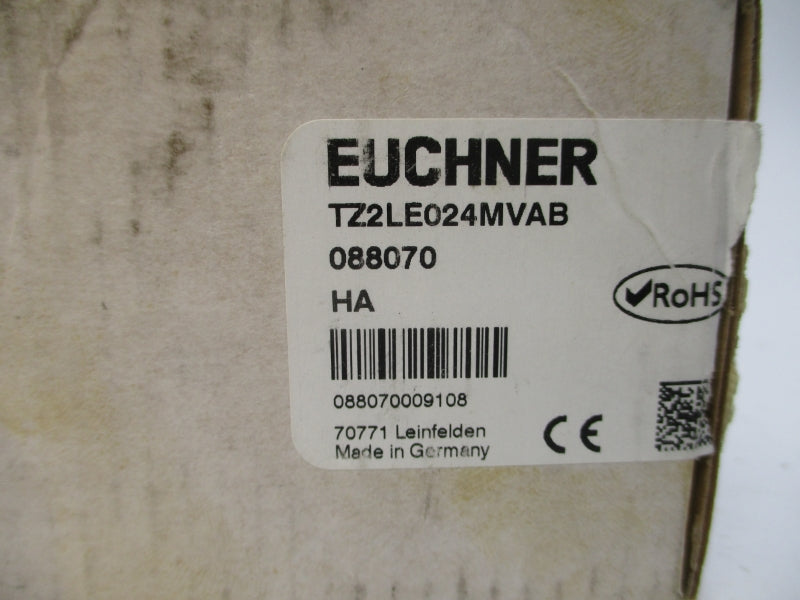 EUCHNER
TZ2LE024MVAB
088070
HA
RoHS
088070009108
70771 Leinfelden
Made in Germany
CE